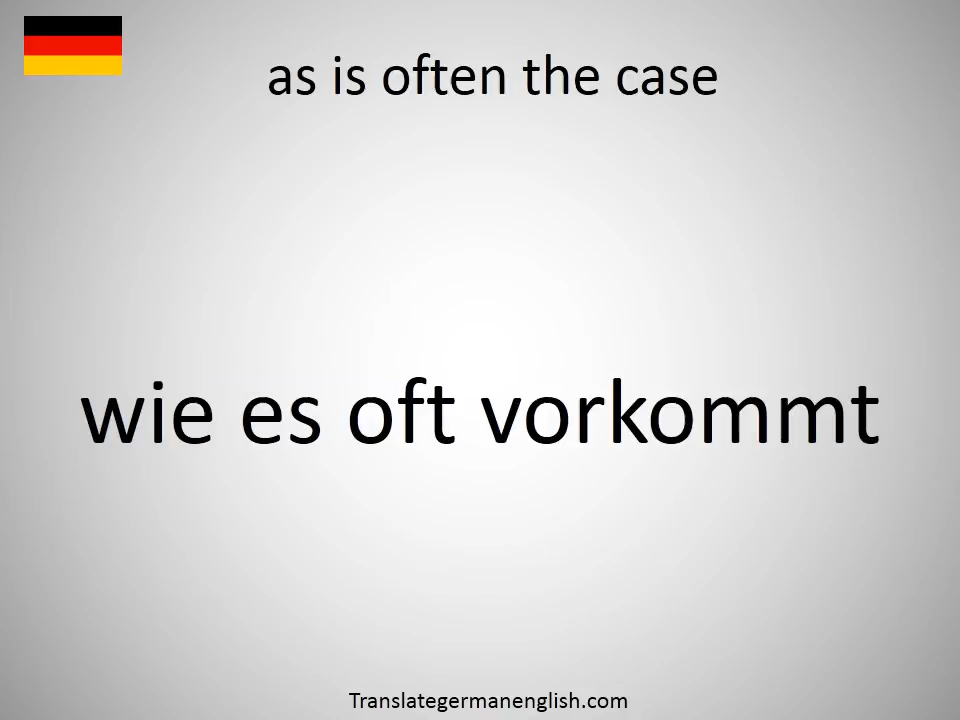 as is often the case
wie es oft vorkommt
Translategermanenglish.com